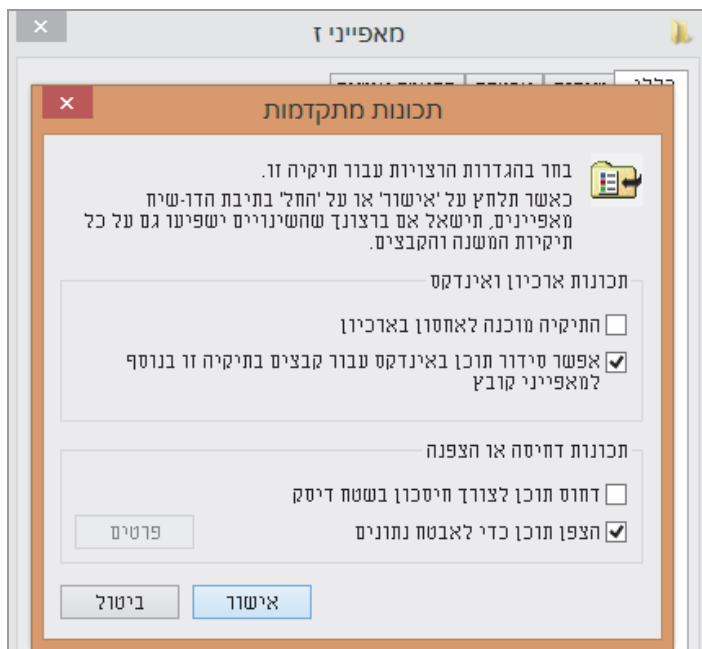 מאפייני ז
כללי
תכונות מתקדמות
בחר בהגדרות הרצויות עבור תיקיה זו.
כאשר תלחץ על 'אישור' או על 'החל' בתיבת הדו-שיח
מאפיינים, תישאל אם ברצונך שהשינויים ישפיעו גם על כל
תיקיות המשנה והקבצים.
תכונות ארכיון ואינדקס
התיקיה מוכנה לאחסון בארכיון
אפשר סידור תוכן באינדקס עבור קבצים בתיקיה זו בנוסף
למאפייני קובץ
תכונות דחיסה או הצפנה
דחוס תוכן לצורך חיסכון בשטח דיסק
הצפן תוכן כדי לאבטח נתונים
פרטים
אישור
ביטול